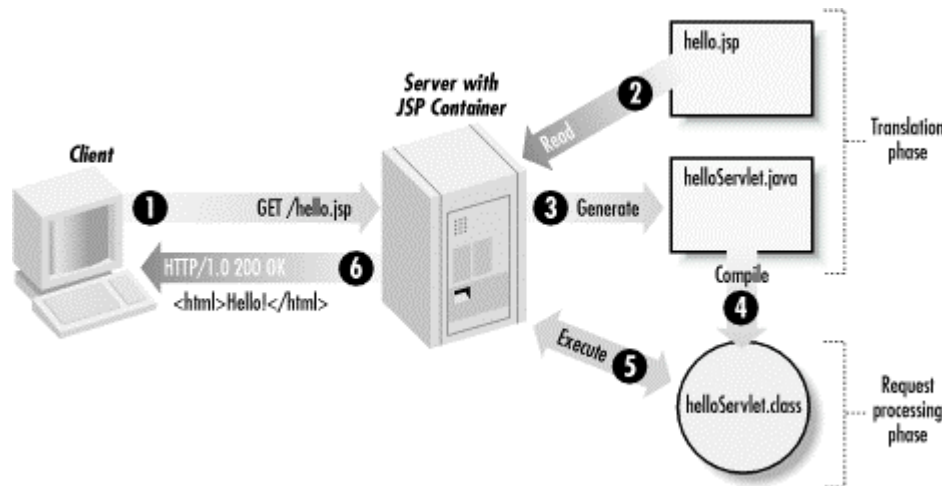 hello.jsp
Server with
JSP Container
2
Read
Translation
phase
Client
helloServlet.java
1
GET /hello.jsp
3
Generate
HTTP/1.0 200 OK
6
<html>Hello!</html>
Compile
4
Execute
5
helloServlet.class
Request
processing
phase